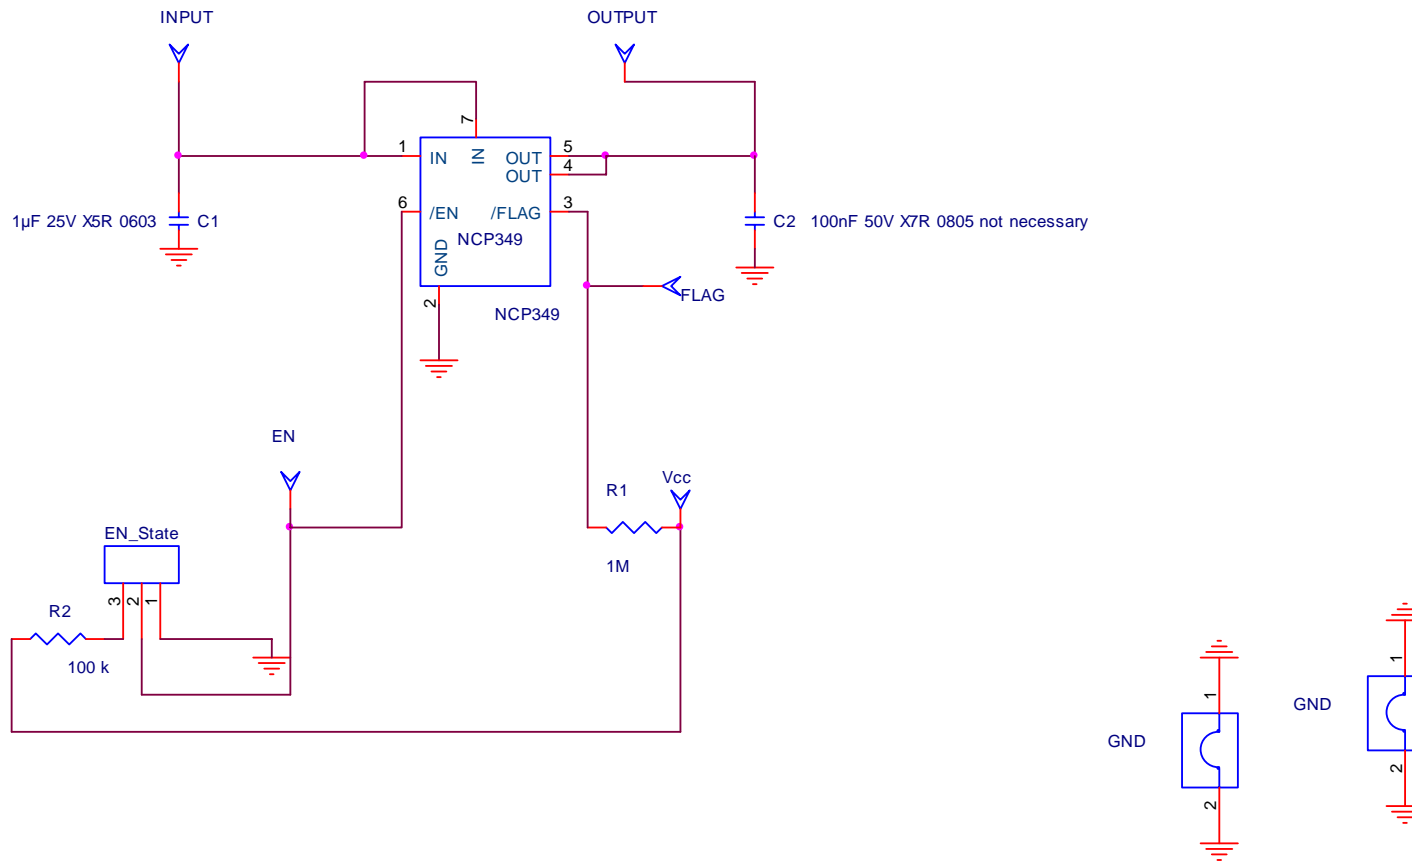 INPUT
OUTPUT
7
1
IN
IN
OUT
5
OUT
4
6
/EN
/FLAG
3
1µF 25V X5R 0603
C1
NCP349
GND
C2
100nF 50V X7R 0805 not necessary
2
FLAG
NCP349
EN
R1
Vcc
EN_State
1M
3
2
1
R2
100 k
1
1
GND
GND
2
2